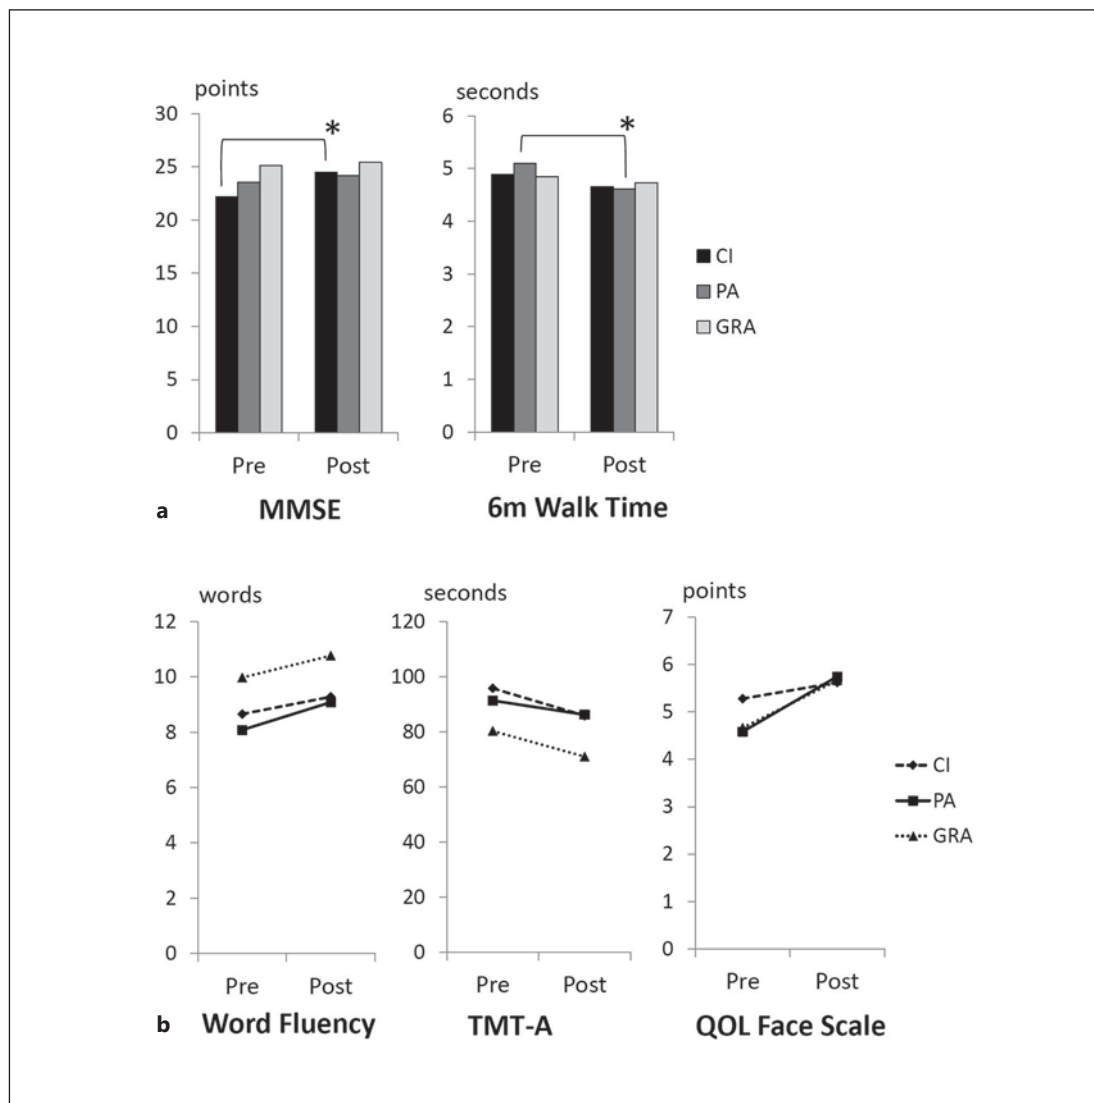 points
30
25
20
15
10
5
0
*
Pre Post
MMSE
seconds
6
5
4
3
2
1
0
*
Pre Post
6m Walk Time
CI
PA
GRA
a
words
12
10
8
6
4
2
0
Pre Post
Word Fluency
seconds
120
100
80
60
40
20
0
Pre Post
TMT-A
points
7
6
5
4
3
2
1
0
Pre Post
QOL Face Scale
CI
PA
GRA
b